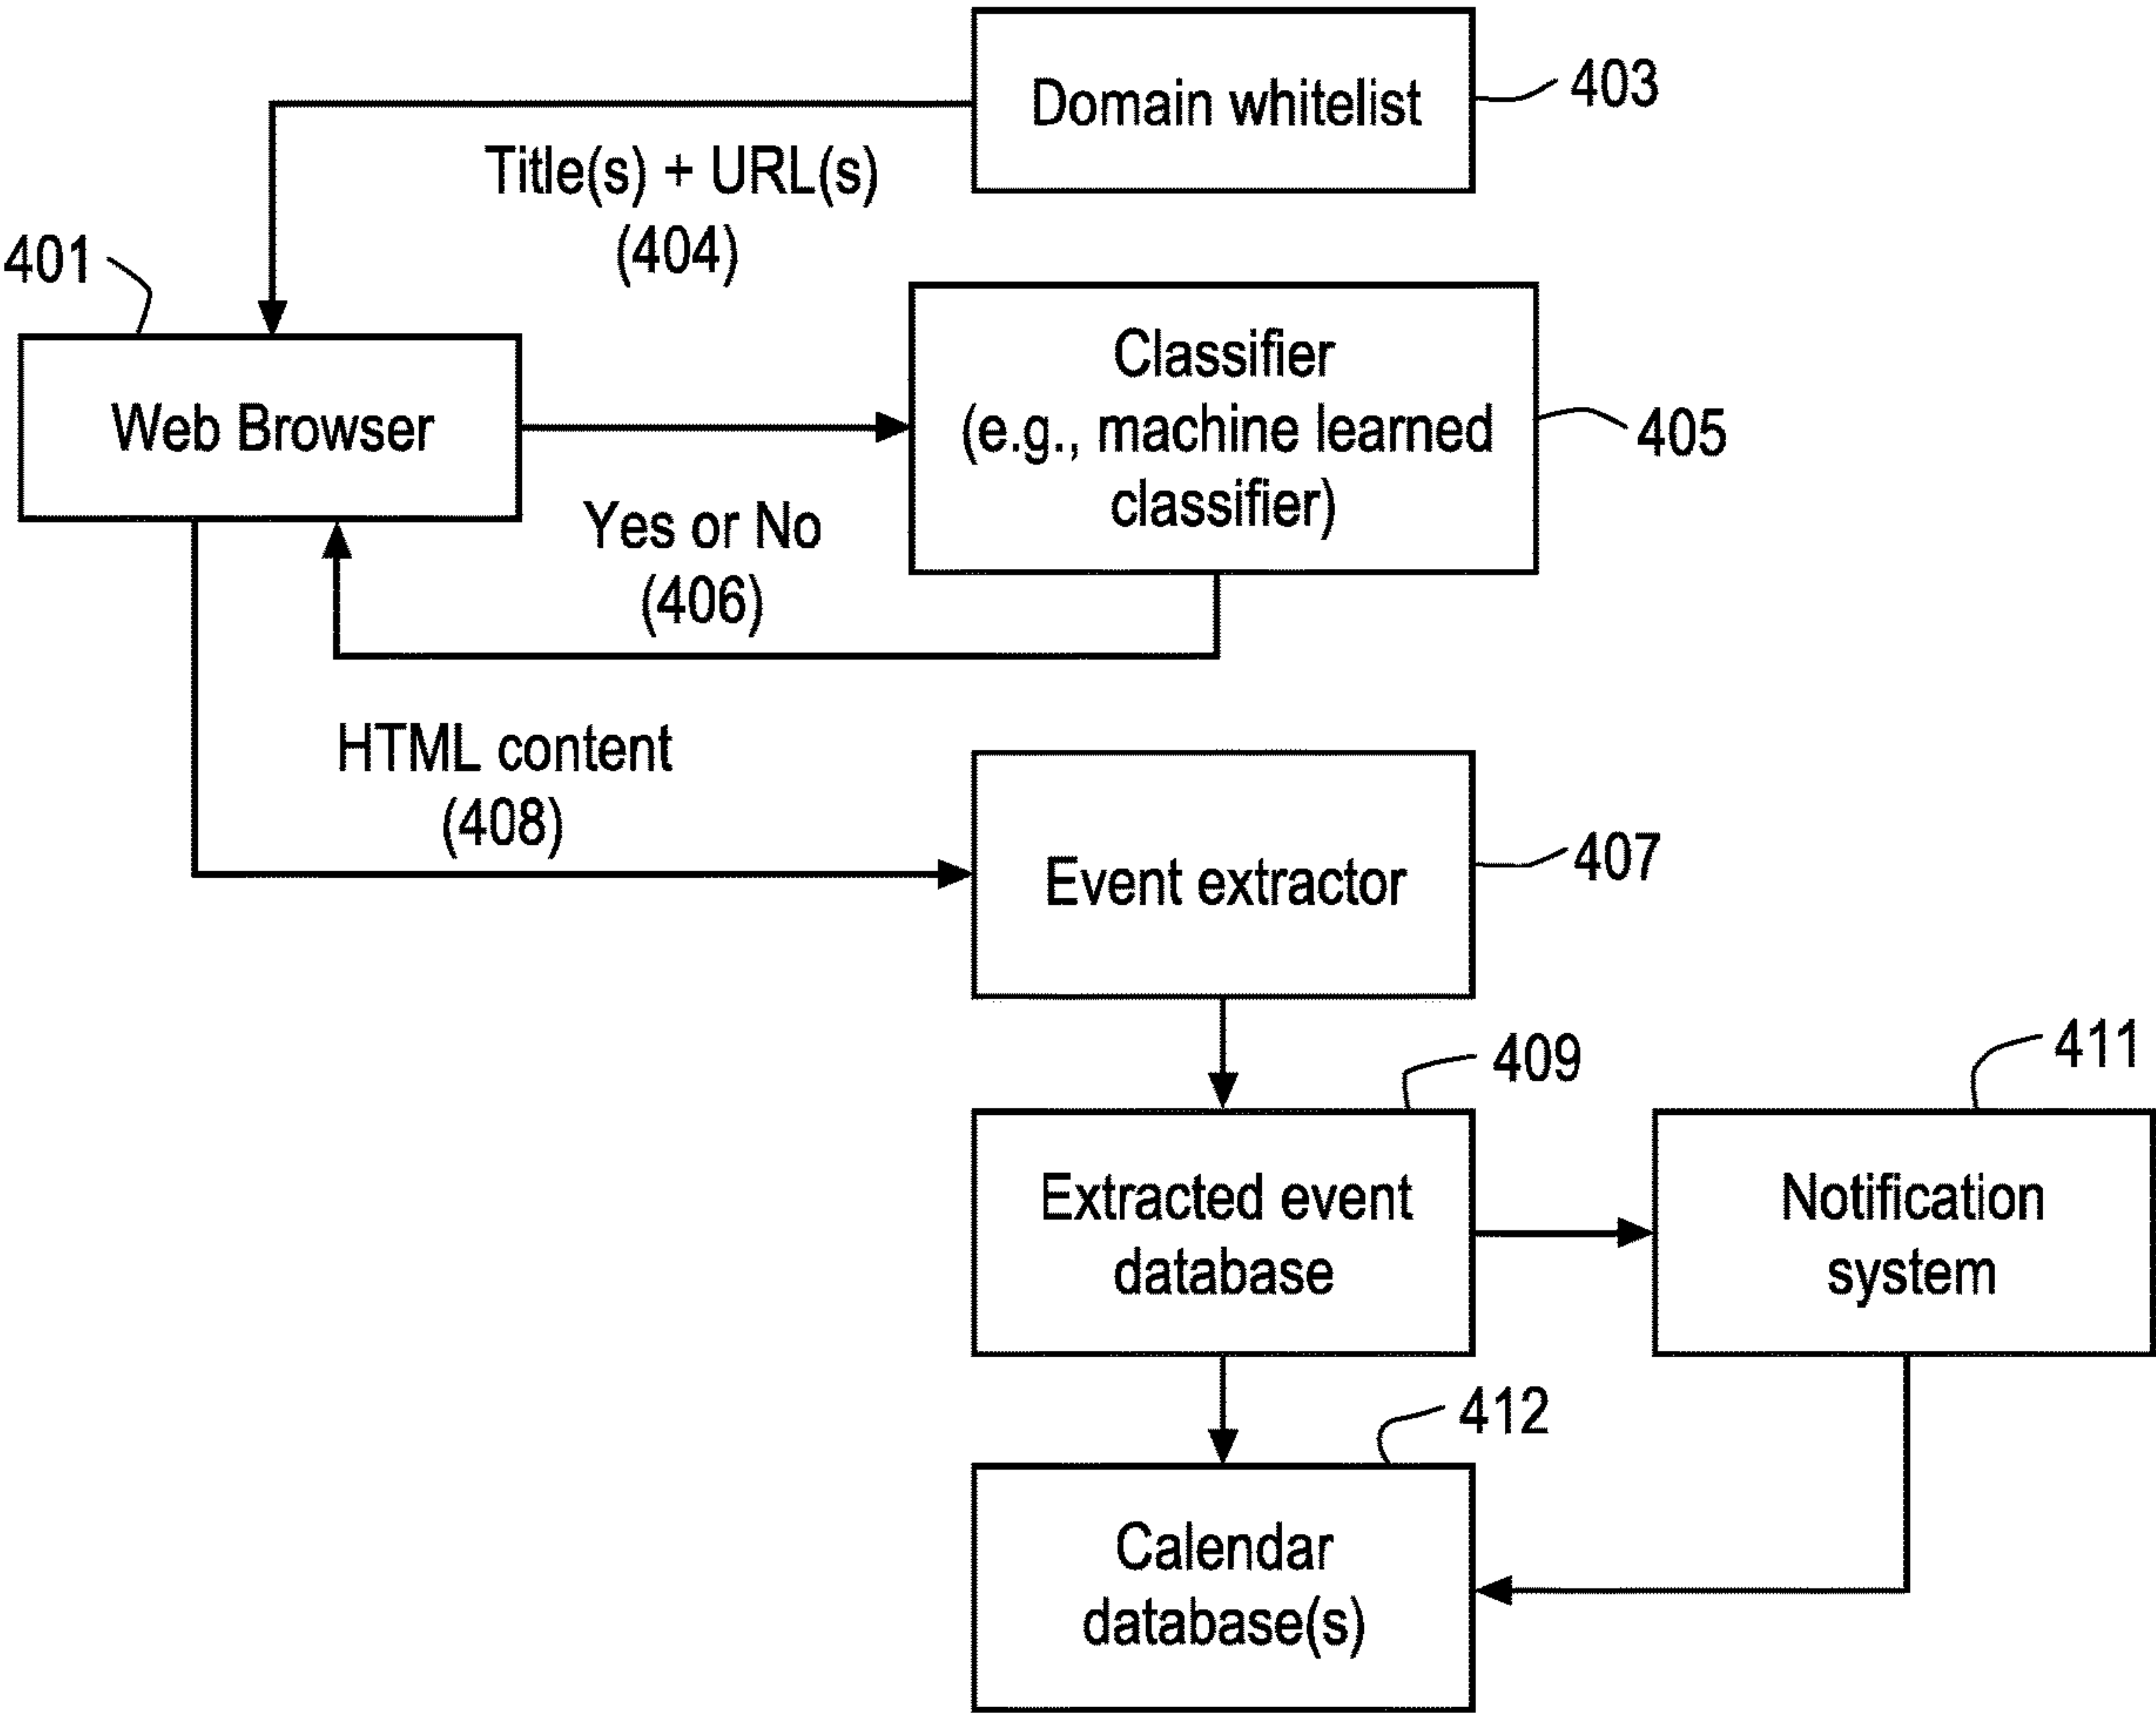 Domain whitelist
403
Title(s) + URL(s)
(404)
401
Web Browser
Classifier
(e.g., machine learned
classifier)
405
Yes or No
(406)
HTML content
(408)
Event extractor
407
409
411
Extracted event
database
Notification
system
412
Calendar
database(s)